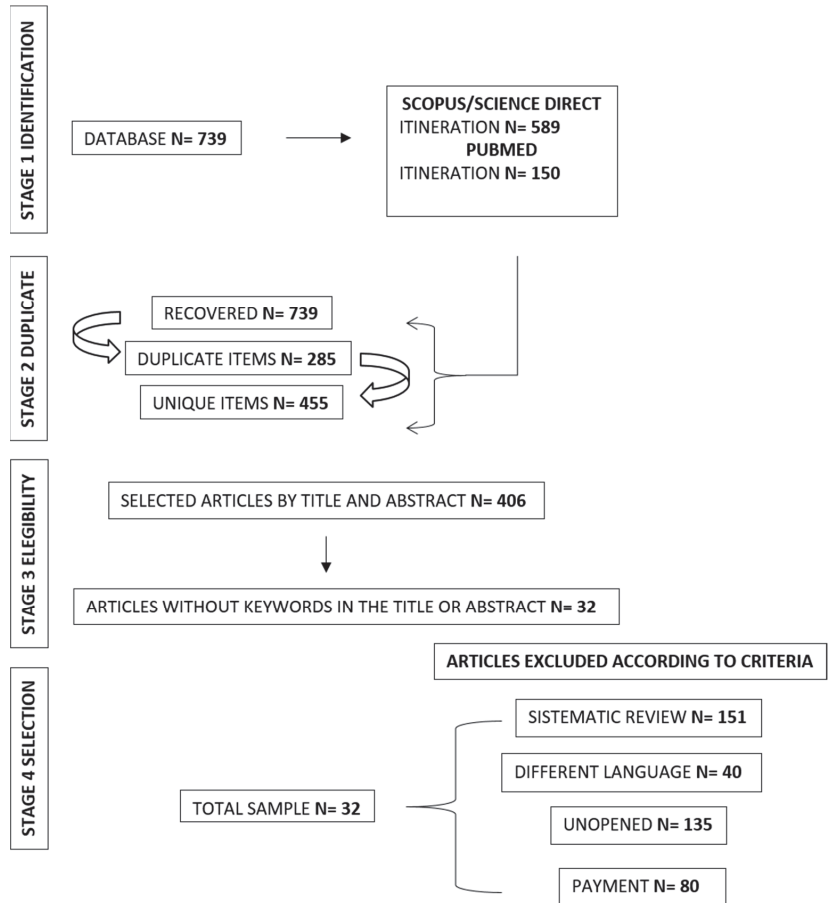 STAGE 1 IDENTIFICATION
DATABASE N= 739
SCOPUS/SCIENCE DIRECT
ITINERATION N= 589
PUBMED
ITINERATION N= 150
STAGE 2 DUPLICATE
RECOVERED N= 739
DUPLICATE ITEMS N= 285
UNIQUE ITEMS N= 455
STAGE 3 ELEGIBILITY
SELECTED ARTICLES BY TITLE AND ABSTRACT N= 406
ARTICLES WITHOUT KEYWORDS IN THE TITLE OR ABSTRACT N= 32
STAGE 4 SELECTION
ARTICLES EXCLUDED ACCORDING TO CRITERIA
TOTAL SAMPLE N= 32
SISTEMATIC REVIEW N= 151
DIFFERENT LANGUAGE N= 40
UNOPENED N= 135
PAYMENT N= 80